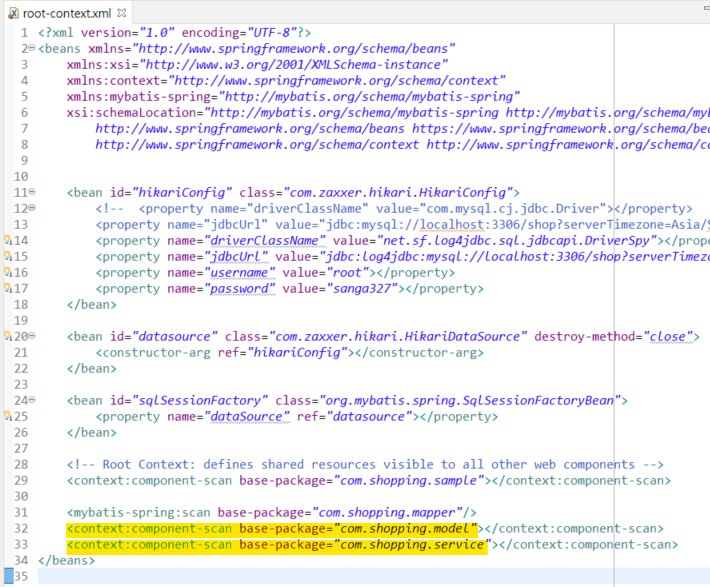 root-context.xml
1 <?xml version="1.0" encoding="UTF-8"?>
2 <beans xmlns="http://www.springframework.org/schema/beans"
3 xmlns:xsi="http://www.w3.org/2001/XMLSchema-instance"
4 xmlns:context="http://www.springframework.org/schema/context"
5 xmlns:mybatis-spring="http://mybatis.org/schema/mybatis-spring"
6 xsi:schemaLocation="http://mybatis.org/schema/mybatis-spring http://mybatis.org/schema/myb
7 http://www.springframework.org/schema/beans https://www.springframework.org/schema/bea
8 http://www.springframework.org/schema/context http://www.springframework.org/schema/co
9
10
11 <bean id="hikariConfig" class="com.zaxxer.hikari.HikariConfig">
12 <!-- <property name="driverClassName" value="com.mysql.cj.jdbc.Driver"></property>
13 <property name="jdbcUrl" value="jdbc:mysql://localhost:3306/shop?serverTimezone=Asia/S
14 <property name="driverClassName" value="net.sf.log4jdbc.sql.jdbcapi.DriverSpy"></prope
15 <property name="jdbcUrl" value="jdbc:log4jdbc:mysql://localhost:3306/shop?serverTimezo
16 <property name="username" value="root"></property>
17 <property name="password" value="sanga327"></property>
18 </bean>
19
20 <bean id="datasource" class="com.zaxxer.hikari.HikariDataSource" destroy-method="close">
21 <constructor-arg ref="hikariConfig"></constructor-arg>
22 </bean>
23
24 <bean id="sqlSessionFactory" class="org.mybatis.spring.SqlSessionFactoryBean">
25 <property name="dataSource" ref="datasource"></property>
26 </bean>
27
28 <!-- Root Context: defines shared resources visible to all other web components -->
29 <context:component-scan base-package="com.shopping.sample"></context:component-scan>
30
31 <mybatis-spring:scan base-package="com.shopping.mapper"/>
32 <context:component-scan base-package="com.shopping.model"></context:component-scan>
33 <context:component-scan base-package="com.shopping.service"></context:component-scan>
34 </beans>
35